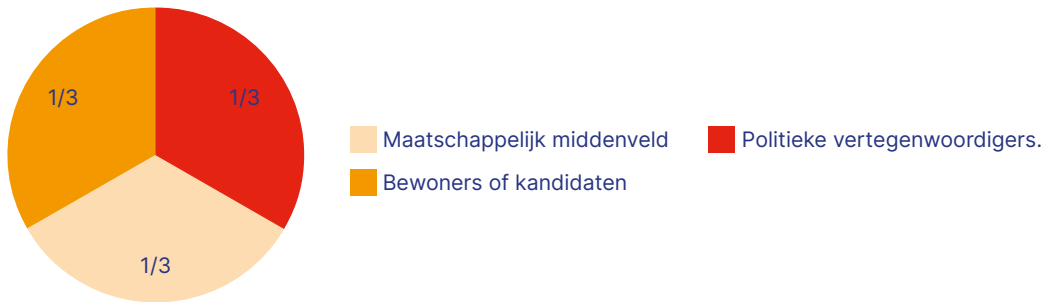 1/3
1/3
1/3
Maatschappelijk middenveld
Bewoners of kandidaten
Politieke vertegenwoordigers.